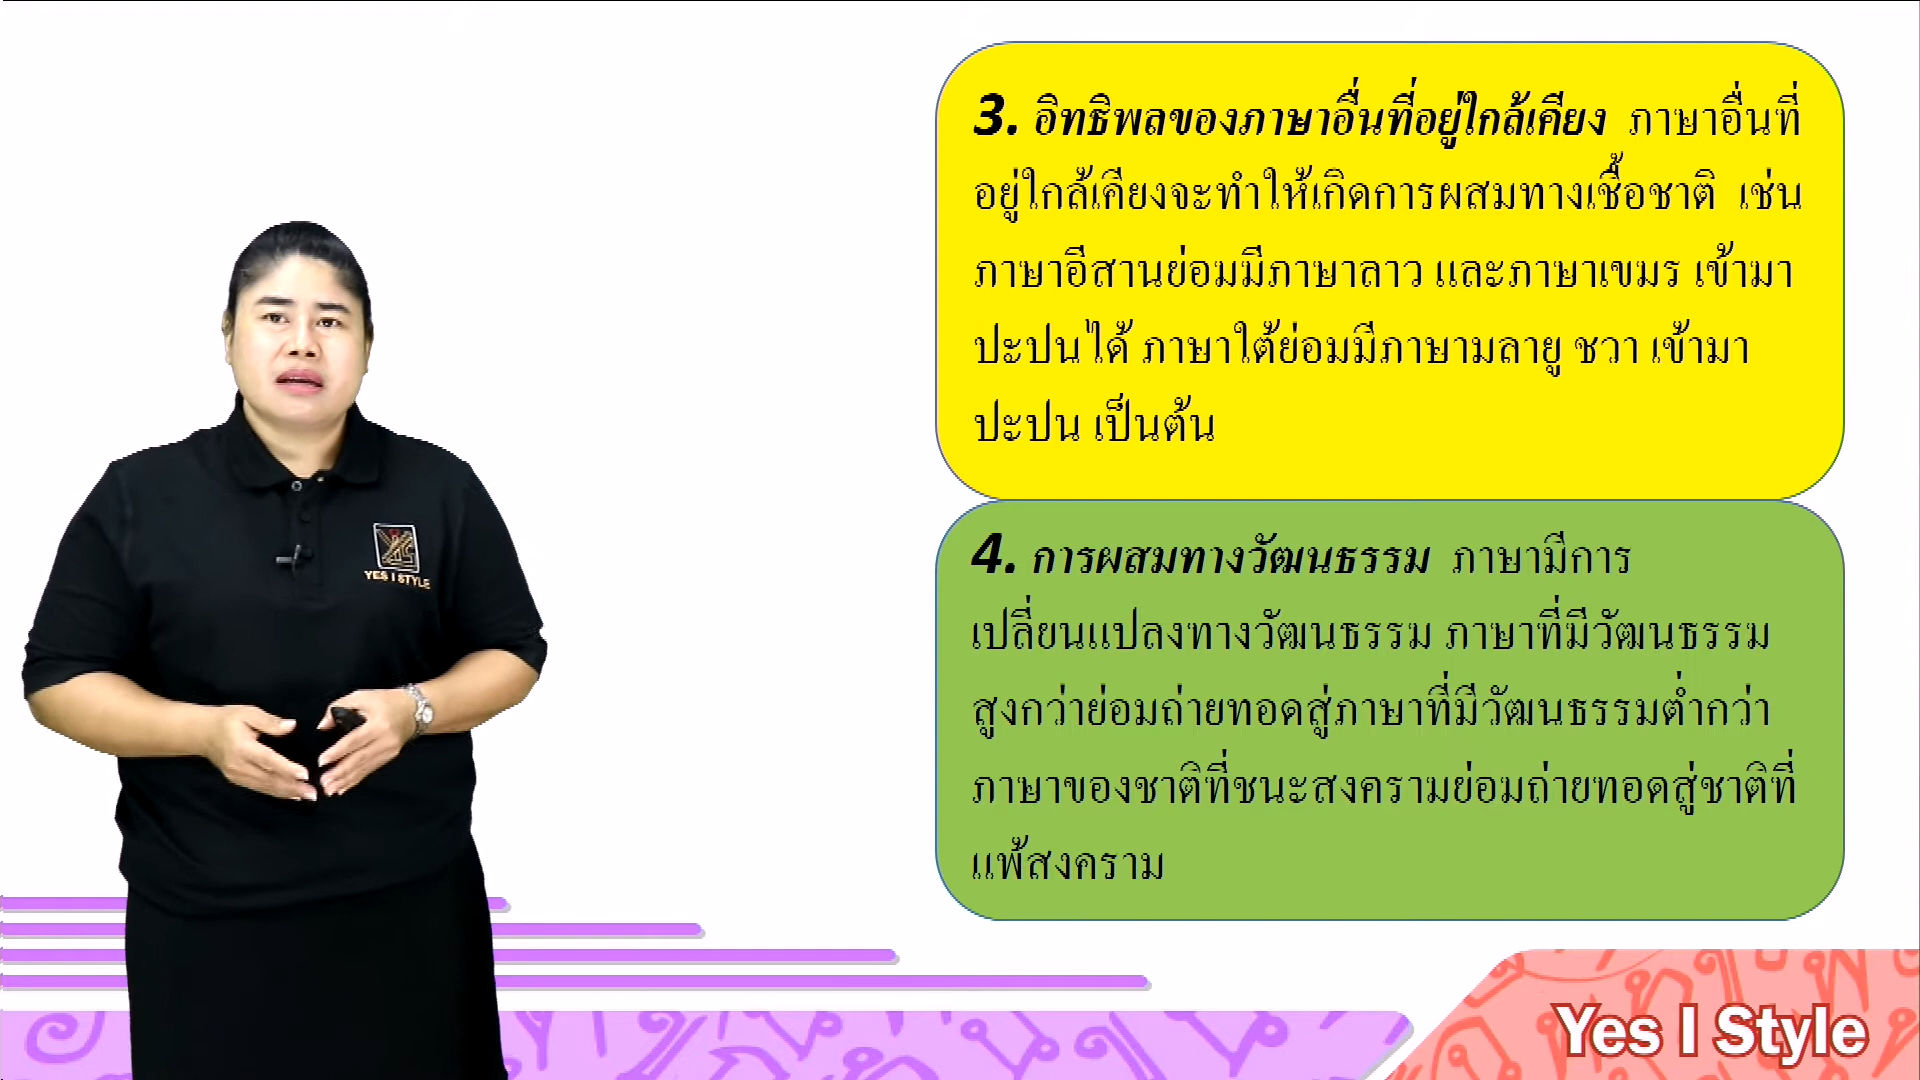 3. อิทธิพลของภาษาอื่นที่อยู่ใกล้เคียง ภาษาอื่นที่
อยู่ใกล้เคียงจะทำให้เกิดการผสมทางเชื้อชาติ เช่น
ภาษาอีสานย่อมมีภาษาลาว และภาษาเขมร เข้ามา
ปะปนได้ ภาษาใต้ย่อมมีภาษามลายู ชวา เข้ามา
ปะปน เป็นต้น
4. การผสมทางวัฒนธรรม ภาษามีการ
เปลี่ยนแปลงทางวัฒนธรรม ภาษาที่มีวัฒนธรรม
สูงกว่าย่อมถ่ายทอดสู่ภาษาที่มีวัฒนธรรมต่ำกว่า
ภาษาของชาติที่ชนะสงครามย่อมถ่ายทอดสู่ชาติที่
แพ้สงคราม
YES I STYLE
Yes I Style